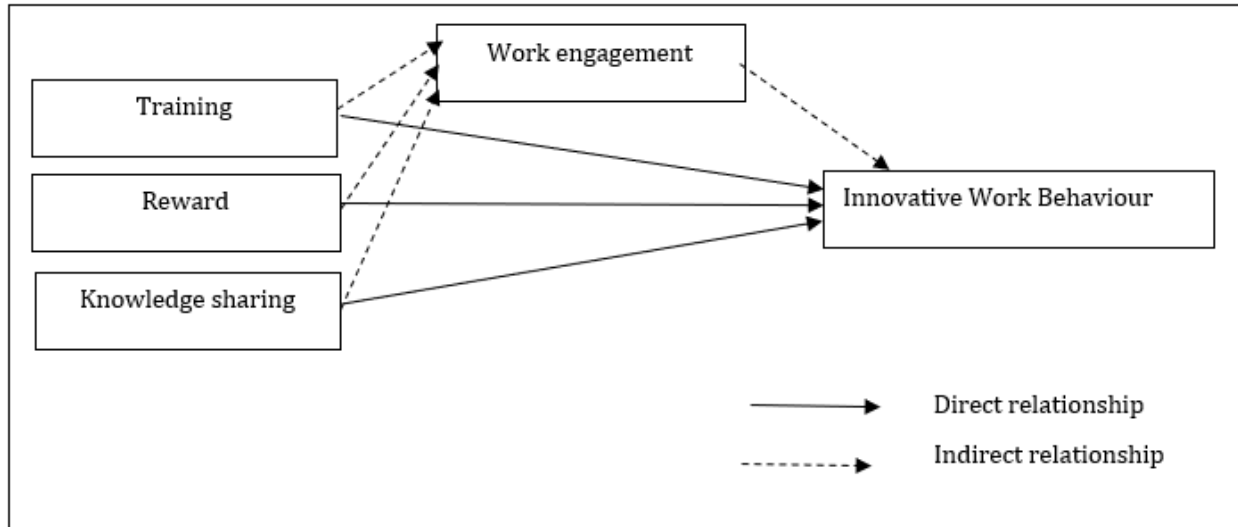 Work engagement
Training
Reward
Innovative Work Behaviour
Knowledge sharing
Direct relationship
Indirect relationship